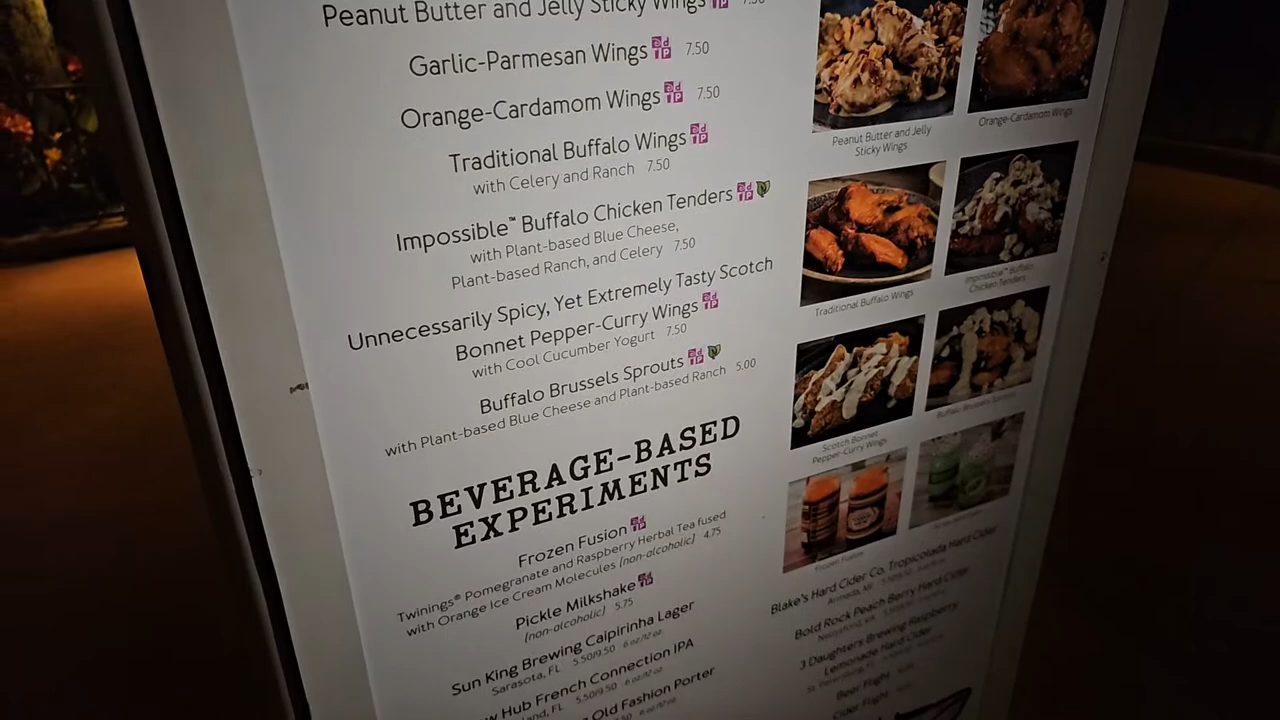 Peanut Butter and Jelly Sticky Wings 7.50
Garlic-Parmesan Wings 7.50
Orange-Cardamom Wings 7.50
Traditional Buffalo Wings
with Celery and Ranch 7.50
Impossible™ Buffalo Chicken Tenders
with Plant-based Blue Cheese,
Plant-based Ranch, and Celery 7.50
Unnecessarily Spicy, Yet Extremely Tasty Scotch
Bonnet Pepper-Curry Wings
with Cool Cucumber Yogurt 7.50
Buffalo Brussels Sprouts
with Plant-based Blue Cheese and Plant-based Ranch 5.00
BEVERAGE-BASED
EXPERIMENTS
Frozen Fusion
Twinings® Pomegranate and Raspberry Herbal Tea fused
with Orange Ice Cream Molecules (non-alcoholic) 4.75
Pickle Milkshake
(non-alcoholic) 5.75
Sun King Brewing Caipirinha Lager
Sarasota, FL 5.50/9.50 6 oz/12 oz
Hub French Connection IPA
FL 5.50/9.50 6 oz/12 oz
Old Fashion Porter
6 oz/12 oz
Peanut Butter and Jelly
Sticky Wings
Orange-Cardamom Wings
Traditional Buffalo Wings
Impossible™ Buffalo
Chicken Tenders
Scotch Bonnet
Pepper-Curry Wings
Buffalo Brussels Sprouts
Frozen Fusion
Blake's Hard Cider Co. Tropicolada Hard Cider
Armada, MI
Bold Rock Peach Berry Hard Cider
Nellysford, VA
3 Daughters Brewing Raspberry
Lemonade Hard Cider
St. Petersburg, FL
Beer Flight
Cider Flight